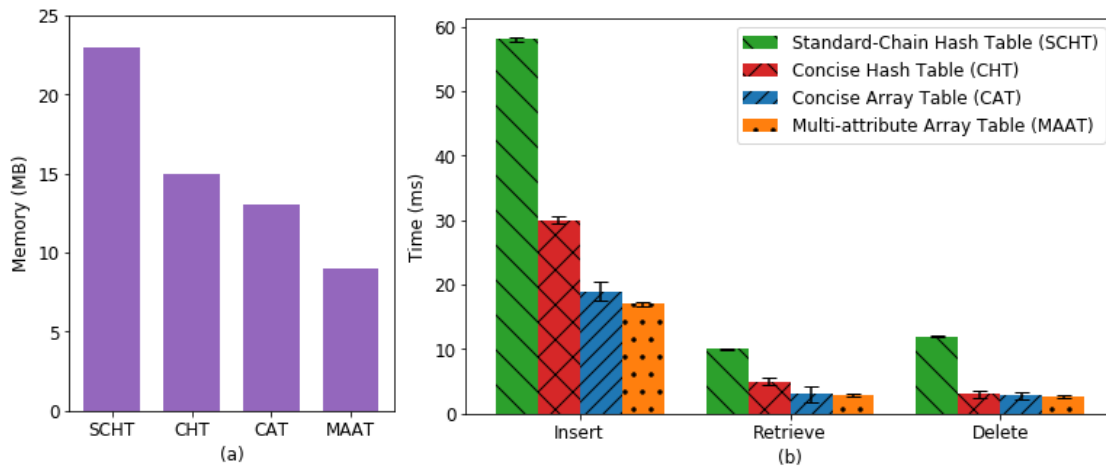 25
20
15
10
5
0
Memory (MB)
SCHT CHT CAT MAAT
(a)
60
50
40
30
20
10
0
Time (ms)
Standard-Chain Hash Table (SCHT)
Concise Hash Table (CHT)
Concise Array Table (CAT)
Multi-attribute Array Table (MAAT)
Insert Retrieve Delete
(b)